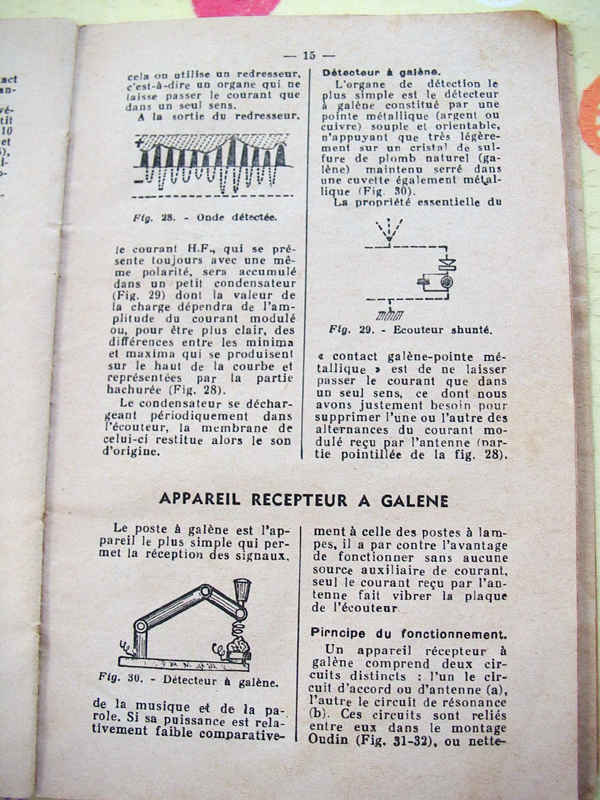 — 15 —
cela on utilise un redresseur,
c'est-à-dire un organe qui ne
laisse passer le courant que
dans un seul sens.
A la sortie du redresseur,
Fig. 28. - Onde détectée.
le courant H.F., qui se pré-
sente toujours avec une mê-
me polarité, sera accumulé
dans un petit condensateur
(Fig. 29) dont la valeur de
la charge dépendra de l'am-
plitude du courant modulé
ou, pour être plus clair, des
différences entre les minima
et maxima qui se produisent
sur le haut de la courbe et
représentées par la partie
hachurée (Fig. 28).
Le condensateur se déchar-
geant périodiquement dans
l'écouteur, la membrane de
celui-ci restitue alors le son
d'origine.
Détecteur à galène.
L'organe de détection le
plus simple est le détecteur
à galène constitué par une
pointe métallique (argent ou
cuivre) souple et orientable,
n'appuyant que très légère-
ment sur un cristal de sul-
fure de plomb naturel (ga-
lène) maintenu serré dans
une cuvette également métal-
lique (Fig. 30).
La propriété essentielle du
Fig. 29. - Ecouteur shunté.
« contact galène-pointe mé-
tallique » est de ne laisser
passer le courant que dans
un seul sens, ce dont nous
avons justement besoin pour
supprimer l'une ou l'autre des
alternances du courant mo-
dulé reçu par l'antenne (par-
tie pointillée de la fig. 28).
APPAREIL RECEPTEUR A GALENE
Le poste à galène est l'ap-
pareil le plus simple qui per-
met la réception des signaux,
Fig. 30. - Détecteur à galène.
de la musique et de la pa-
role. Si sa puissance est rela-
tivement faible comparative-
ment à celle des postes à lam-
pes, il a par contre l'avantage
de fonctionner sans aucune
source auxiliaire de courant,
seul le courant reçu par l'an-
tenne fait vibrer la plaque
de l'écouteur
Pirncipe du fonctionnement.
Un appareil récepteur à
galène comprend deux cir-
cuits distincts : l'un le cir-
cuit d'accord ou d'antenne (a),
l'autre le circuit de résonance
(b). Ces circuits sont reliés
entre eux dans le montage
Oudin (Fig. 31-32), ou nette-